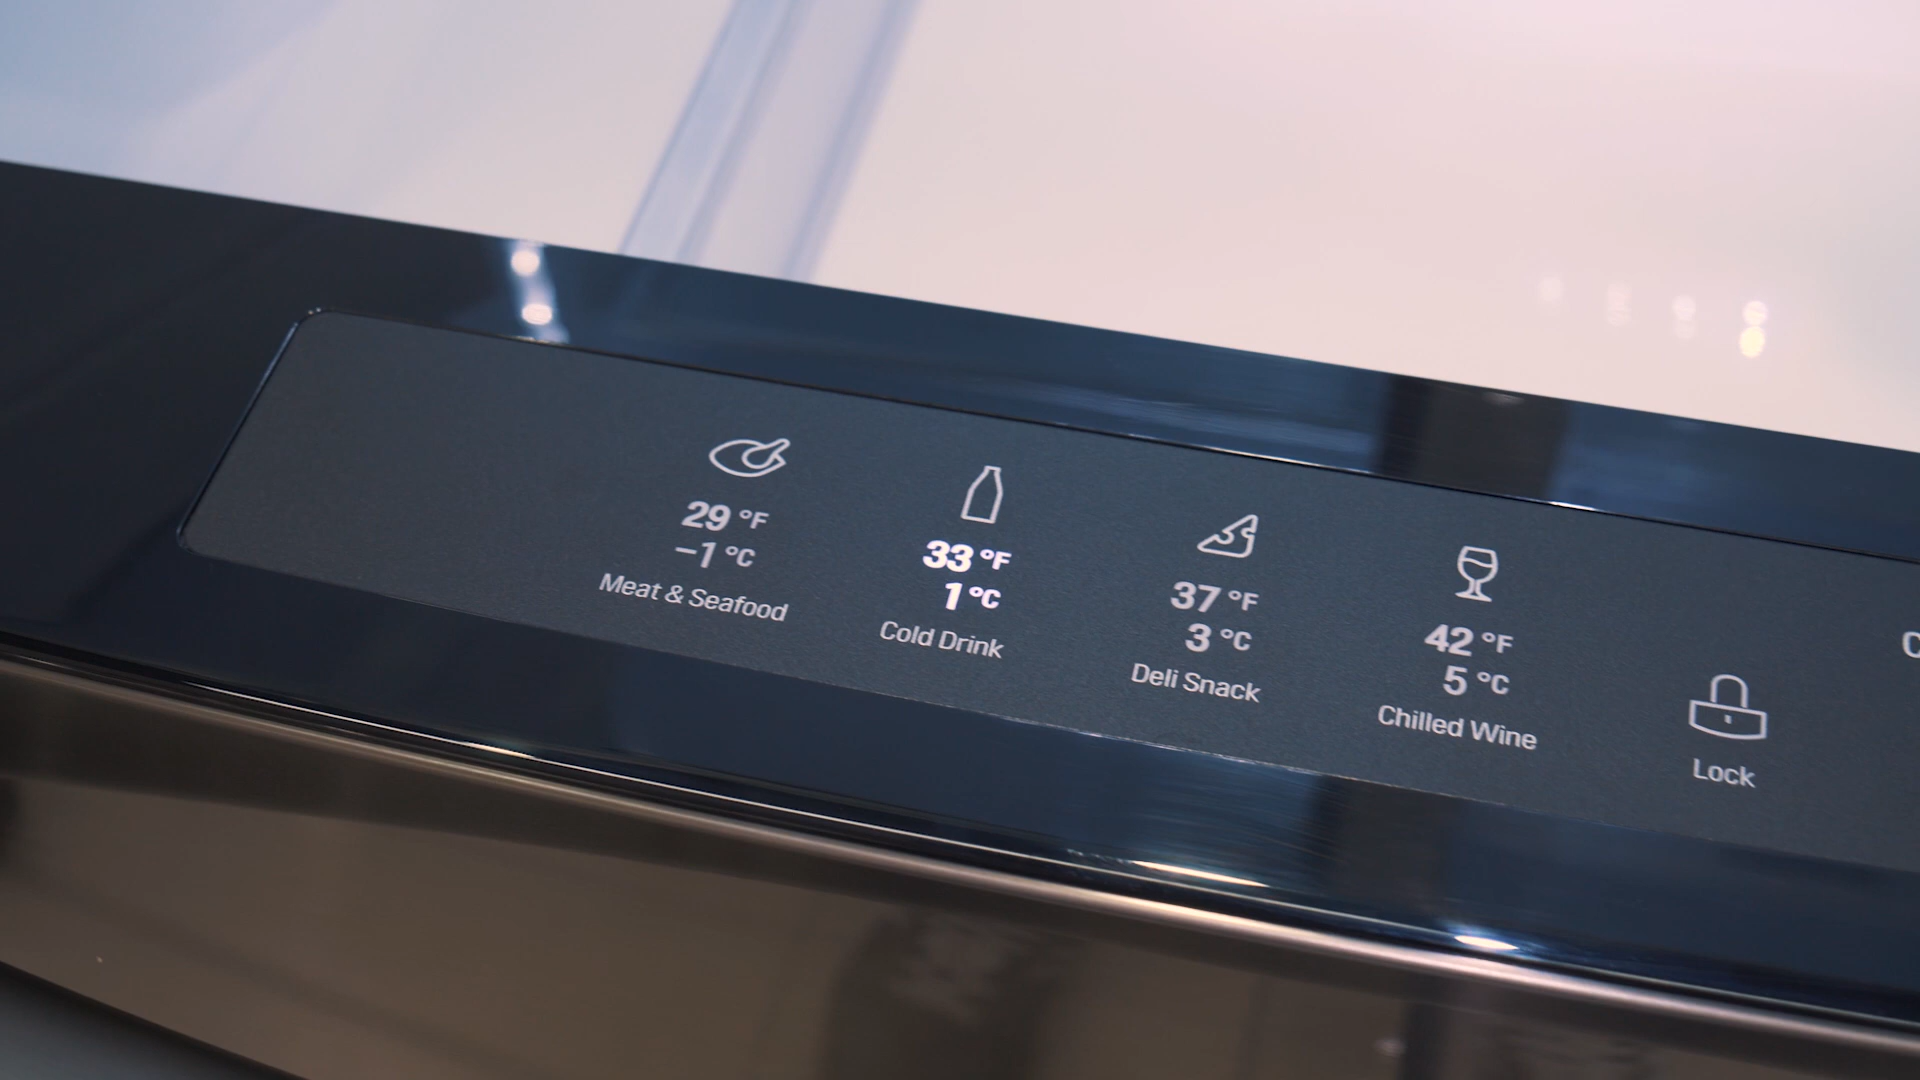 29 °F
−1 °C
Meat & Seafood
33 °F
1 °C
Cold Drink
37 °F
3 °C
Deli Snack
42 °F
5 °C
Chilled Wine
Lock